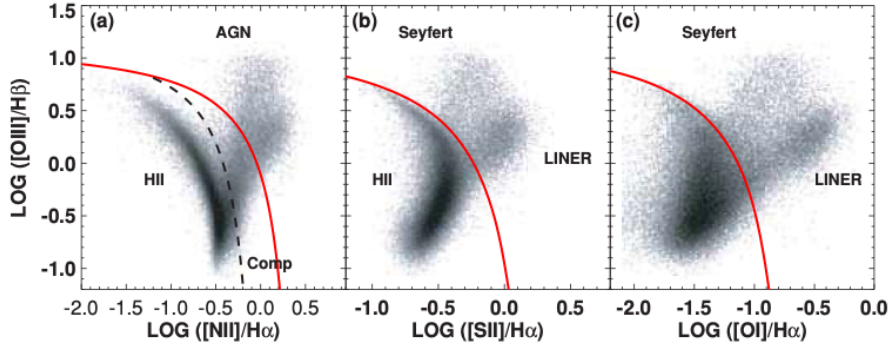 (a) AGN (b) Seyfert (c) Seyfert
1.5
1.0
0.5
0.0
-0.5
-1.0
LOG ([OIII]/Hβ)
HII HII LINER LINER
Comp
-2.0 -1.5 -1.0 -0.5 0.0 0.5 -1.0 -0.5 0.0 0.5 -2.0 -1.5 -1.0 -0.5 0.0
LOG ([NII]/Hα) LOG ([SII]/Hα) LOG ([OI]/Hα)